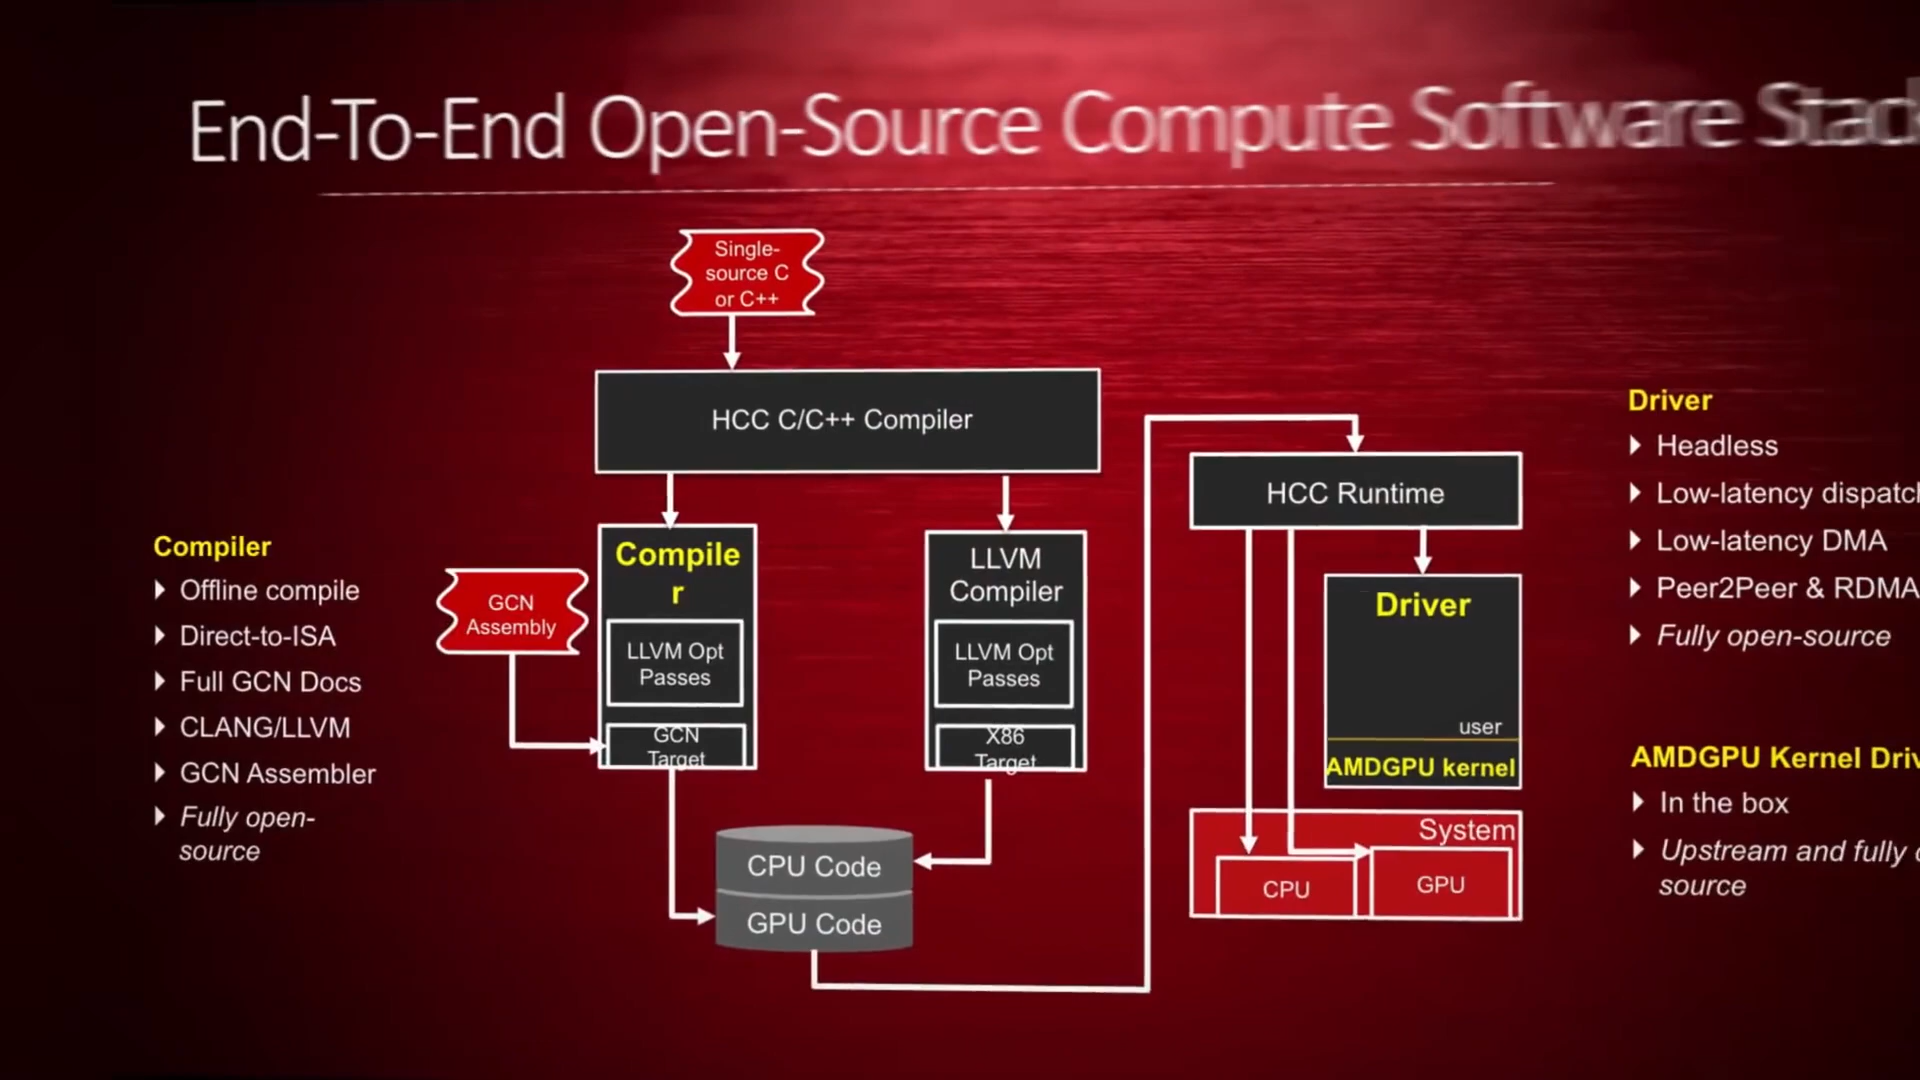 End-To-End Open-Source Compute Software Stack
Single-
source C
or C++
HCC C/C++ Compiler
Compile
r
LLVM Opt
Passes
GCN
Target
LLVM
Compiler
LLVM Opt
Passes
X86
Target
GCN
Assembly
CPU Code
GPU Code
Compiler
Offline compile
Direct-to-ISA
Full GCN Docs
CLANG/LLVM
GCN Assembler
Fully open-
source
HCC Runtime
Driver
user
AMDGPU kernel
System
CPU
GPU
Driver
Headless
Low-latency dispatch
Low-latency DMA
Peer2Peer & RDMA
Fully open-source
AMDGPU Kernel
In the box
Upstream and fully
source